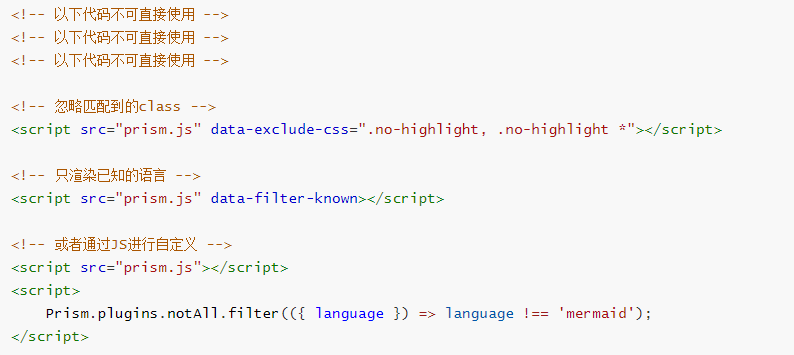 <!-- 以下代码不可直接使用 -->
<!-- 以下代码不可直接使用 -->
<!-- 以下代码不可直接使用 -->
<!-- 忽略匹配到的class -->
<script src="prism.js" data-exclude-css=".no-highlight, .no-highlight *"></script>
<!-- 只渲染已知的语言 -->
<script src="prism.js" data-filter-known></script>
<!-- 或者通过JS进行自定义 -->
<script src="prism.js"></script>
<script>
    Prism.plugins.notAll.filter(({ language }) => language !== 'mermaid');
</script>